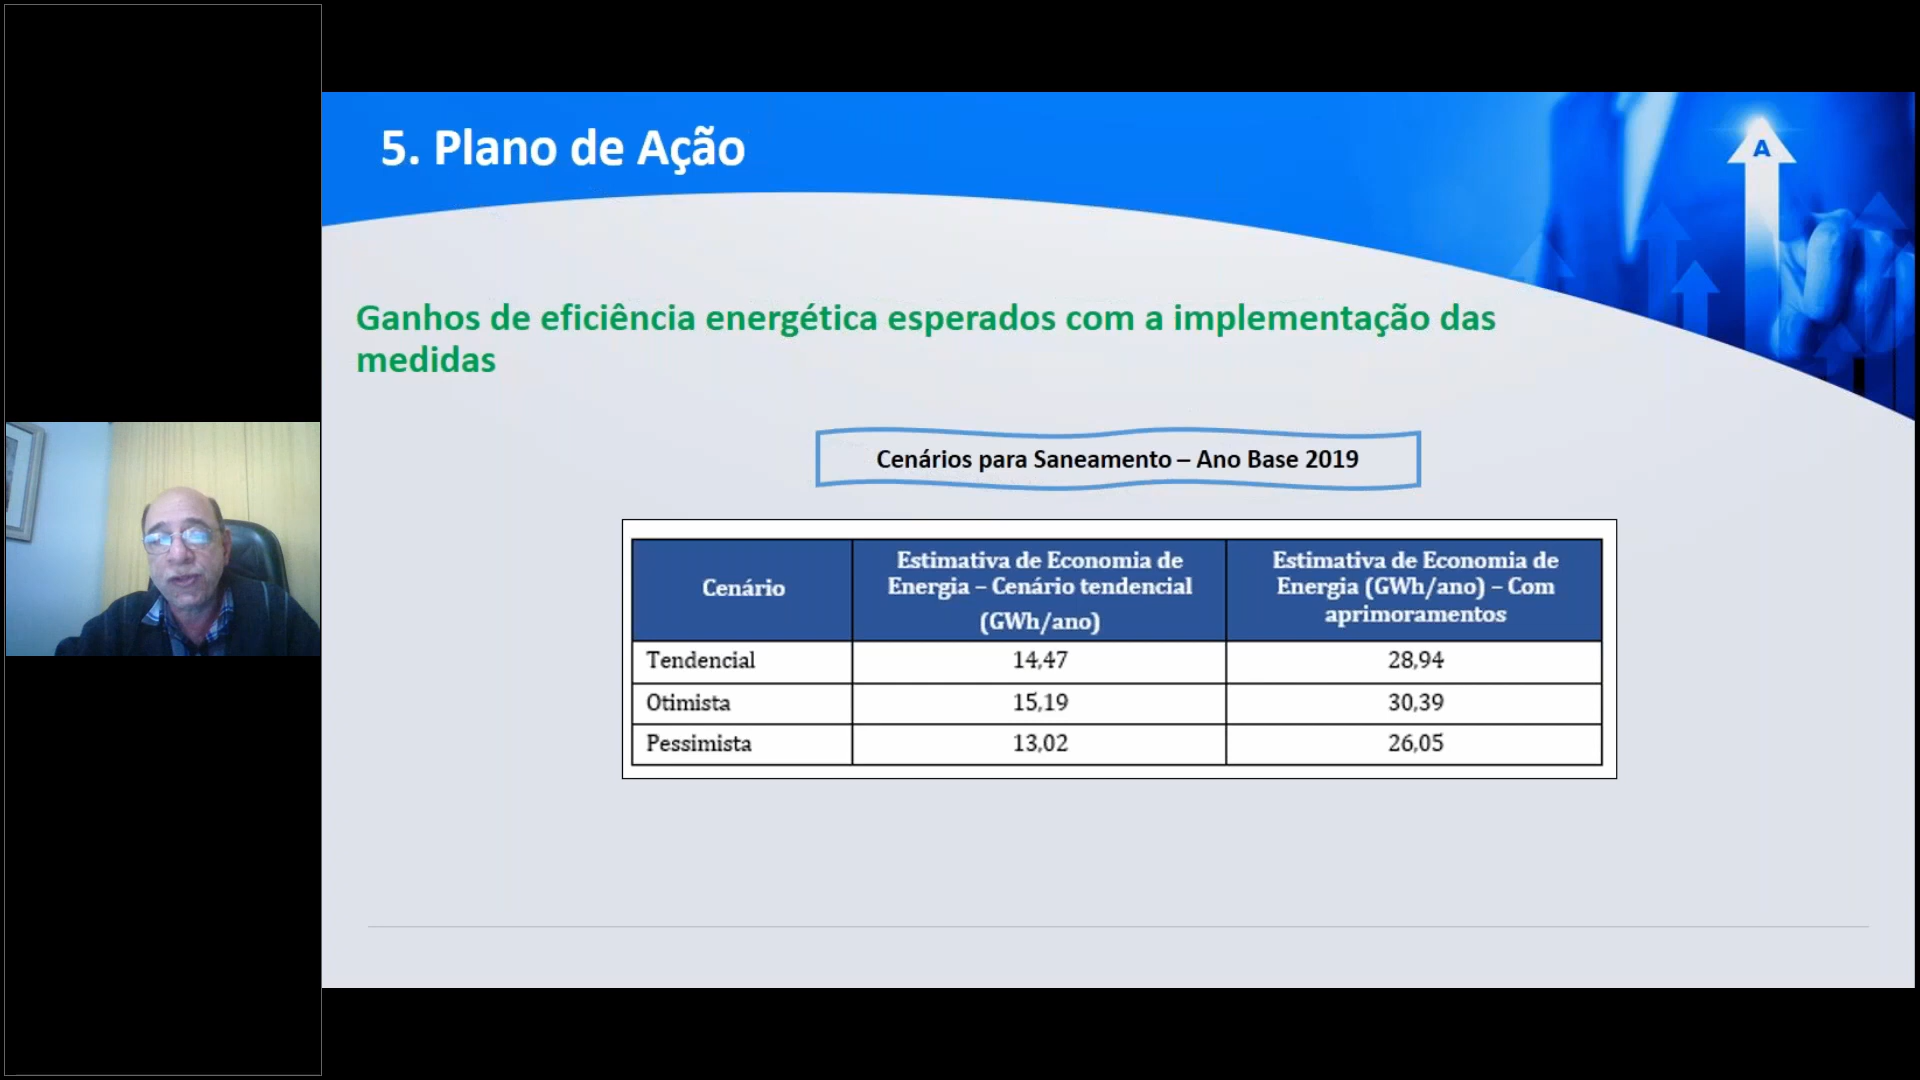 5. Plano de Ação
A
Ganhos de eficiência energética esperados com a implementação das
medidas
Cenários para Saneamento – Ano Base 2019
Cenário
Estimativa de Economia de
Energia – Cenário tendencial
(GWh/ano)
Estimativa de Economia de
Energia (GWh/ano) – Com
aprimoramentos
Tendencial 14,47 28,94
Otimista 15,19 30,39
Pessimista 13,02 26,05